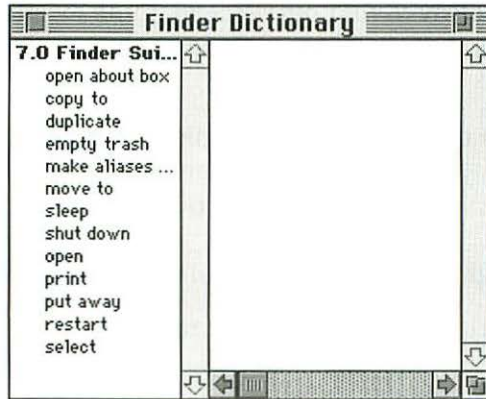 Finder Dictionary
7.0 Finder Sui...
open about box
copy to
duplicate
empty trash
make aliases ...
move to
sleep
shut down
open
print
put away
restart
select